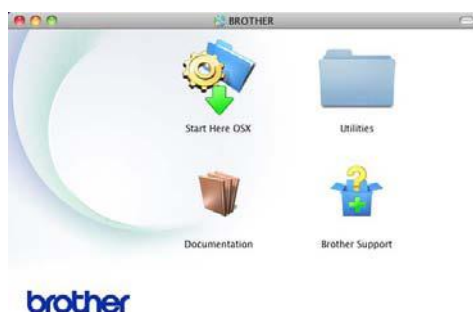 BROTHER
Start Here OSX
Utilities
Documentation
Brother Support
brother